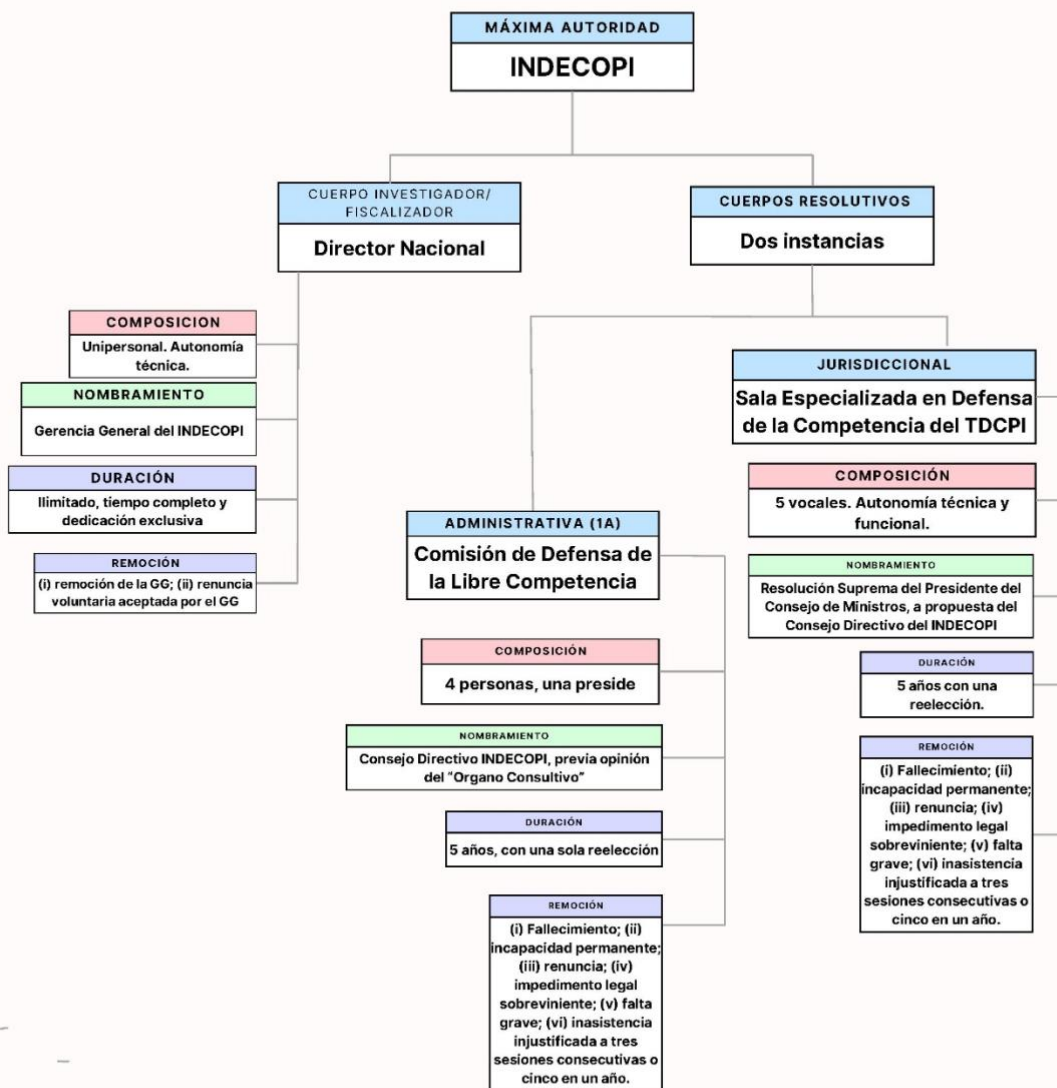 MÁXIMA AUTORIDAD
INDECOPI
CUERPO INVESTIGADOR/
FISCALIZADOR
Director Nacional
COMPOSICION
Unipersonal. Autonomía
técnica.
NOMBRAMIENTO
Gerencia General del INDECOPI
DURACIÓN
Ilimitado, tiempo completo y
dedicación exclusiva
REMOCIÓN
(i) remoción de la GG; (ii) renuncia
voluntaria aceptada por el GG
CUERPOS RESOLUTIVOS
Dos instancias
ADMINISTRATIVA (1A)
Comisión de Defensa de
la Libre Competencia
COMPOSICIÓN
4 personas, una preside
NOMBRAMIENTO
Consejo Directivo INDECOPI, previa opinión
del "Organo Consultivo"
DURACIÓN
5 años, con una sola reelección
REMOCIÓN
(i) Fallecimiento; (ii)
incapacidad permanente;
(iii) renuncia; (iv)
impedimento legal
sobreviniente; (v) falta
grave; (vi) inasistencia
injustificada a tres
sesiones consecutivas o
cinco en un año.
JURISDICCIONAL
Sala Especializada en Defensa
de la Competencia del TDCPI
COMPOSICIÓN
5 vocales. Autonomía técnica y
funcional.
NOMBRAMIENTO
Resolución Suprema del Presidente del
Consejo de Ministros, a propuesta del
Consejo Directivo del INDECOPI
DURACIÓN
5 años con una
reelección.
REMOCIÓN
(i) Fallecimiento; (ii)
incapacidad permanente;
(iii) renuncia; (iv)
impedimento legal
sobreviniente; (v) falta
grave; (vi) inasistencia
injustificada a tres
sesiones consecutivas o
cinco en un año.